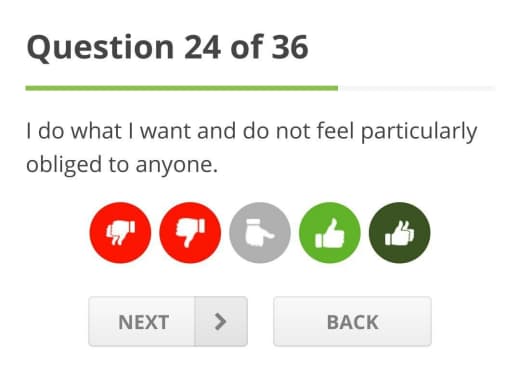 Question 24 of 36
I do what I want and do not feel particularly
obliged to anyone.
NEXT
BACK